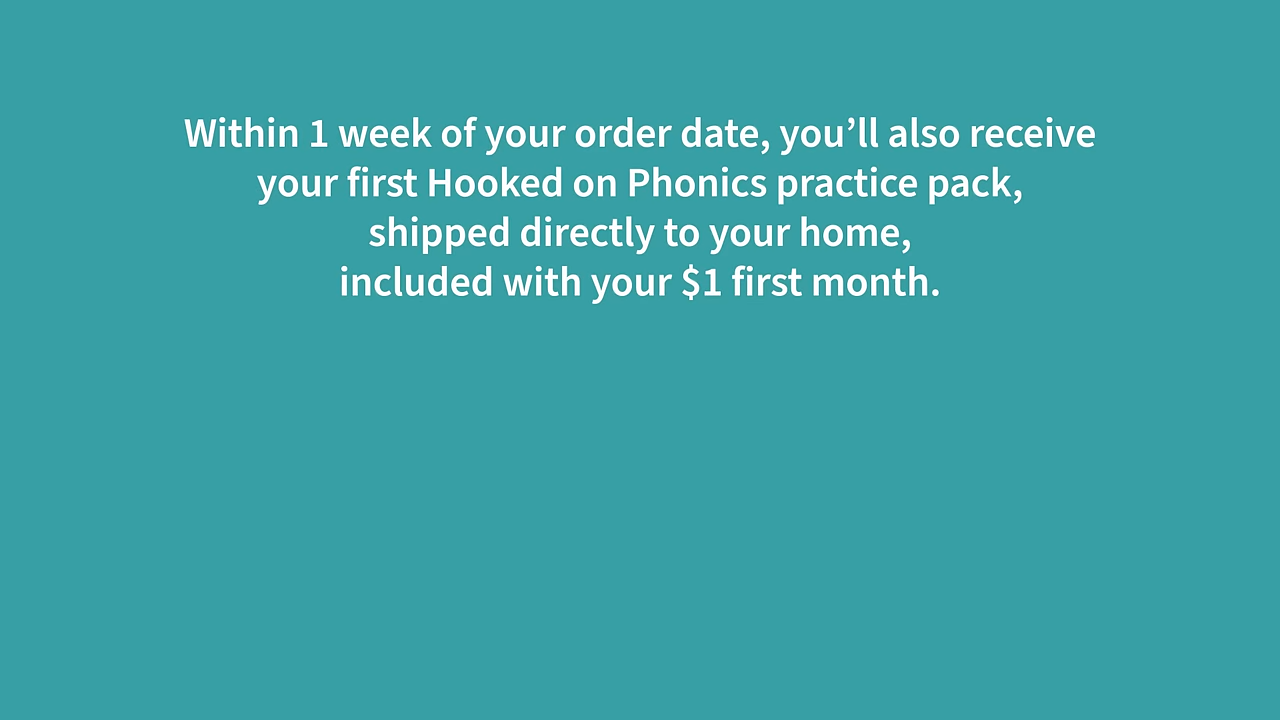 Within 1 week of your order date, you’ll also receive
your first Hooked on Phonics practice pack,
shipped directly to your home,
included with your $1 first month.